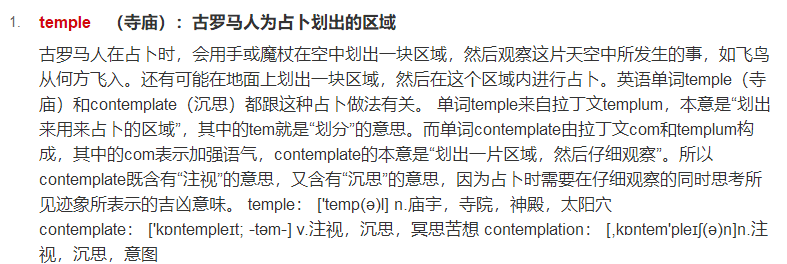 1. temple （寺庙）：古罗马人为占卜划出的区域
古罗马人在占卜时，会用手或魔杖在空中划出一块区域，然后观察这片天空中所发生的事，如飞鸟
从何方飞入。还有可能在地面上划出一块区域，然后在这个区域内进行占卜。英语单词temple（寺
庙）和contemplate（沉思）都跟这种占卜做法有关。 单词temple来自拉丁文templum，本意是“划出
来用来占卜的区域”，其中的tem就是“划分”的意思。而单词contemplate由拉丁文com和templum构
成，其中的com表示加强语气，contemplate的本意是“划出一片区域，然后仔细观察”。所以
contemplate既含有“注视”的意思，又含有“沉思”的意思，因为占卜时需要在仔细观察的同时思考所
见迹象所表示的吉凶意味。 temple： ['temp(ə)l] n.庙宇，寺院，神殿，太阳穴
contemplate： ['kɒntempleɪt; -təm-] v.注视，沉思，冥思苦想 contemplation： [,kɒntem'pleɪʃ(ə)n]n.注
视，沉思，意图